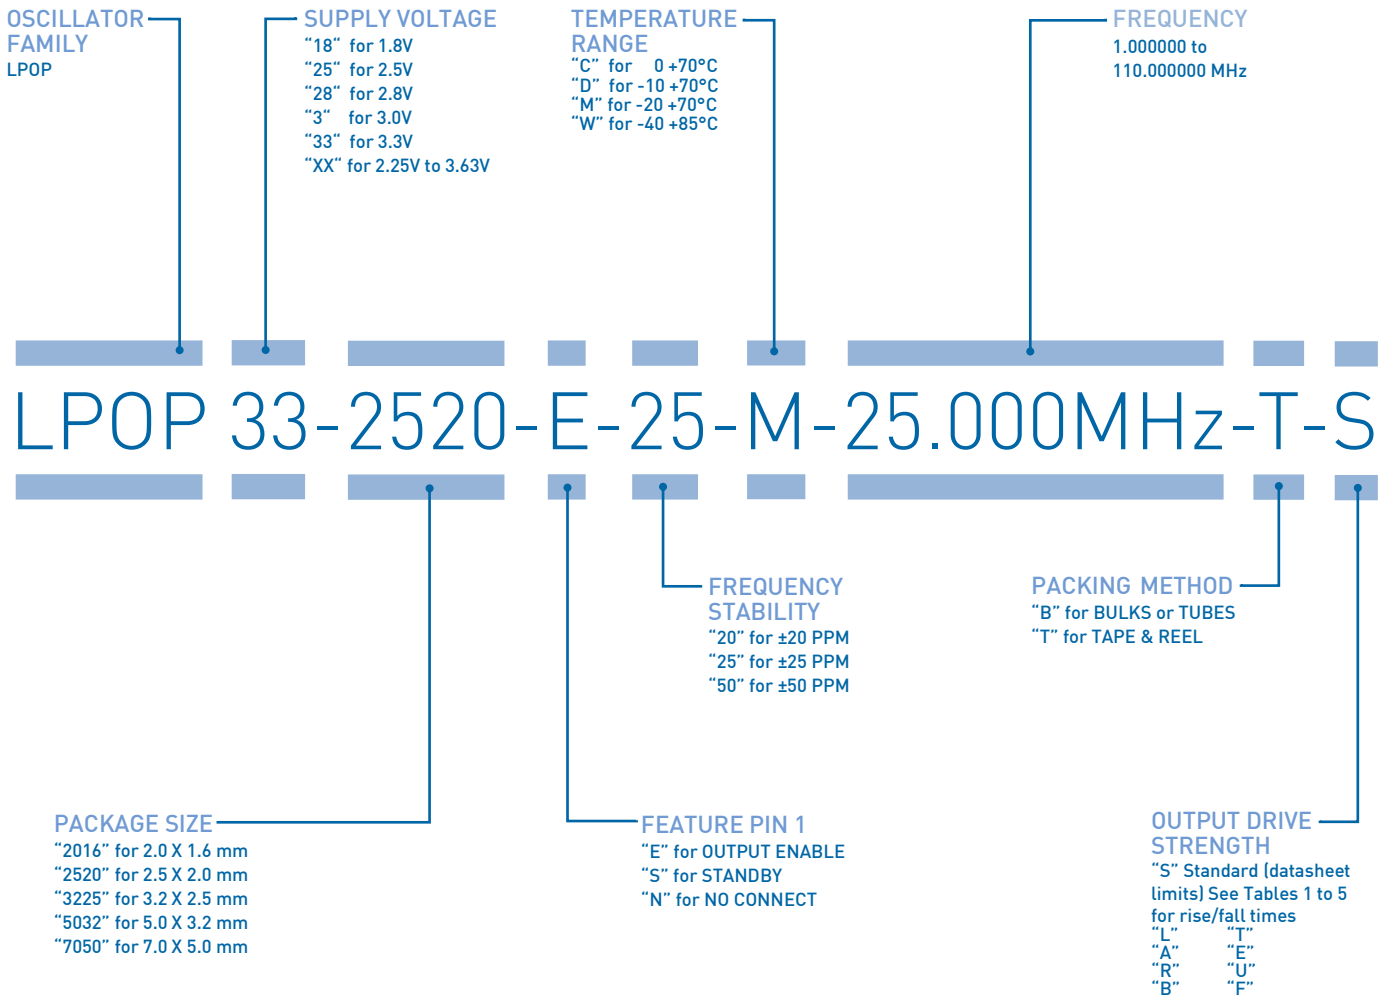 OSCILLATOR
FAMILY
LPOP
SUPPLY VOLTAGE
“18“ for 1.8V
“25“ for 2.5V
“28“ for 2.8V
“3“ for 3.0V
“33“ for 3.3V
“XX“ for 2.25V to 3.63V
TEMPERATURE
RANGE
“C” for 0 +70°C
“D” for -10 +70°C
“M” for -20 +70°C
“W” for -40 +85°C
FREQUENCY
1.000000 to
110.000000 MHz
LPOP 33-2520-E-25-M-25.000MHz-T-S
FREQUENCY
STABILITY
“20” for ±20 PPM
“25” for ±25 PPM
“50” for ±50 PPM
PACKING METHOD
“B” for BULKS or TUBES
“T” for TAPE & REEL
PACKAGE SIZE
“2016” for 2.0 X 1.6 mm
“2520” for 2.5 X 2.0 mm
“3225” for 3.2 X 2.5 mm
“5032” for 5.0 X 3.2 mm
“7050” for 7.0 X 5.0 mm
FEATURE PIN 1
“E” for OUTPUT ENABLE
“S” for STANDBY
“N” for NO CONNECT
OUTPUT DRIVE
STRENGTH
“S” Standard (datasheet
limits) See Tables 1 to 5
for rise/fall times
“L” “T”
“A” “E”
“R” “U”
“B” “F”